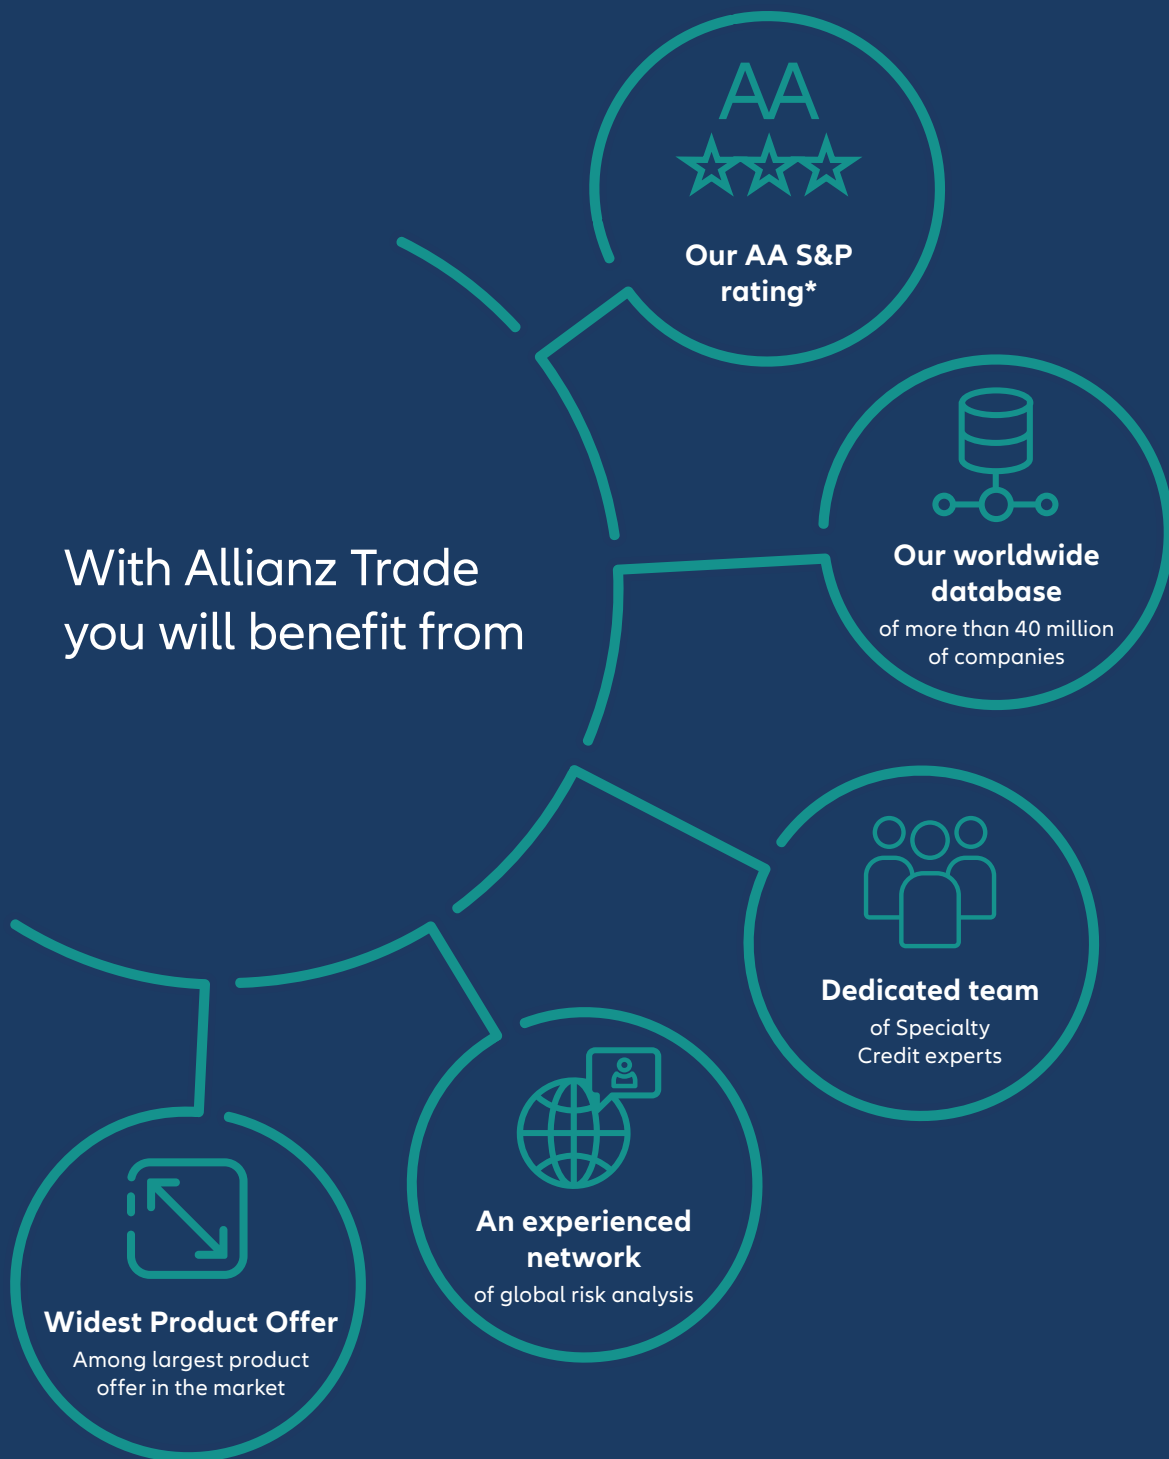 AA
Our AA S&P
rating*
With Allianz Trade
you will benefit from
Our worldwide
database
of more than 40 million
of companies
Dedicated team
of Specialty
Credit experts
An experienced
network
of global risk analysis
Widest Product Offer
Among largest product
offer in the market